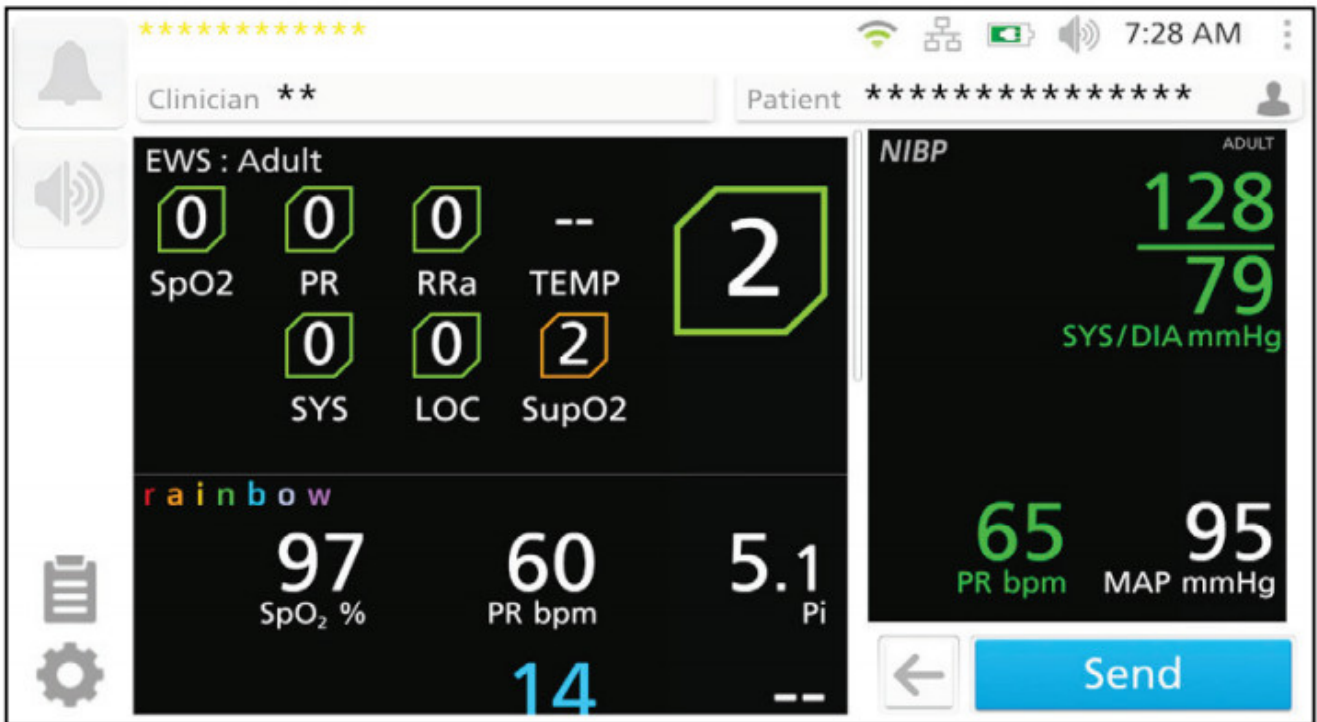 ************
7:28 AM
Clinician **
Patient ***************
EWS : Adult
0 0 0 -- 2
SpO2 PR RRa TEMP
0 0 2
SYS LOC SupO2
rainbow
97 60 5.1
SpO₂ % PR bpm Pi
14 --
NIBP ADULT
128
79
SYS/DIA mmHg
65 95
PR bpm MAP mmHg
Send